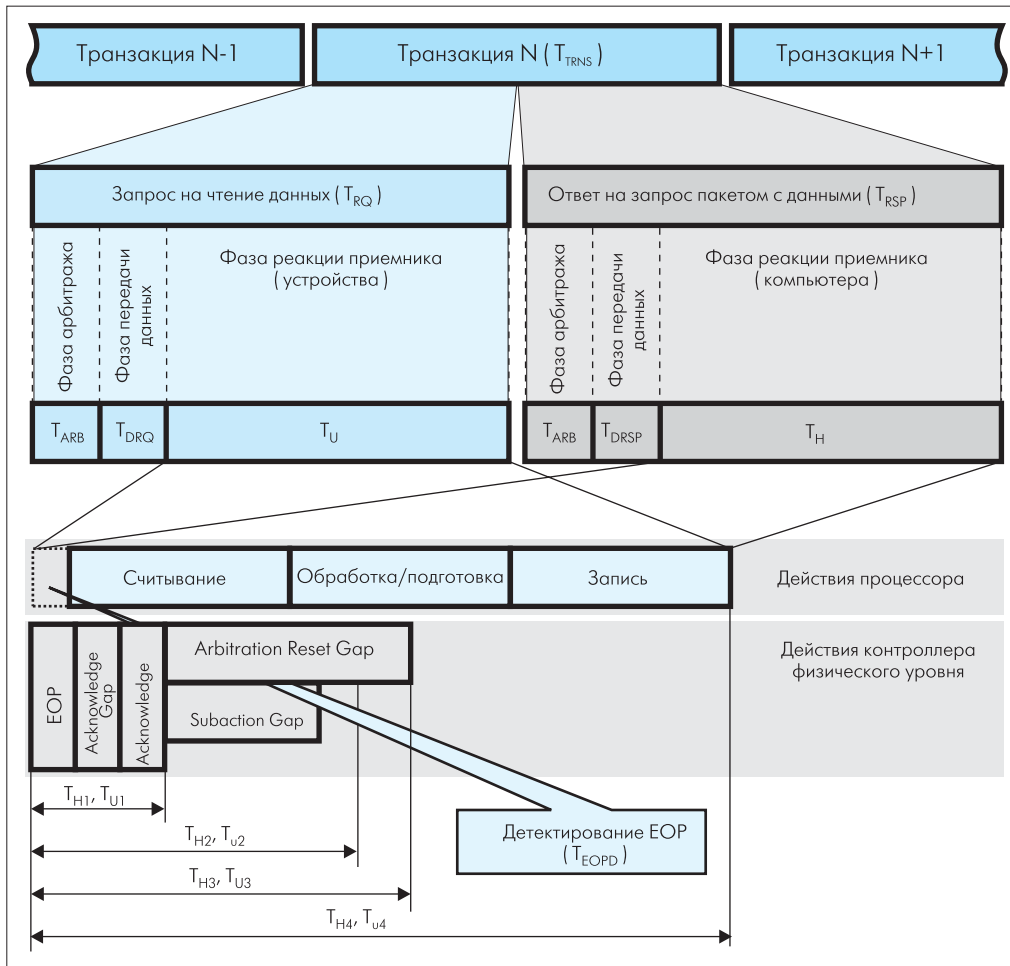 Транзакция N-1
Транзакция N ( T_TRNS )
Транзакция N+1
Запрос на чтение данных ( T_RQ )
Ответ на запрос пакетом с данными ( T_RSP )
Фаза арбитража
Фаза передачи
данных
Фаза реакции приемника
( устройства )
Фаза арбитража
Фаза передачи
данных
Фаза реакции приемника
( компьютера )
T_ARB
T_DRQ
T_U
T_ARB
T_DRSP
T_H
Считывание
Обработка/подготовка
Запись
Действия процессора
EOP
Acknowledge
Gap
Acknowledge
Arbitration Reset Gap
Subaction Gap
Действия контроллера
физического уровня
T_H1, T_U1
T_H2, T_u2
T_H3, T_U3
T_H4, T_u4
Детектирование EOP
( T_EOPD )